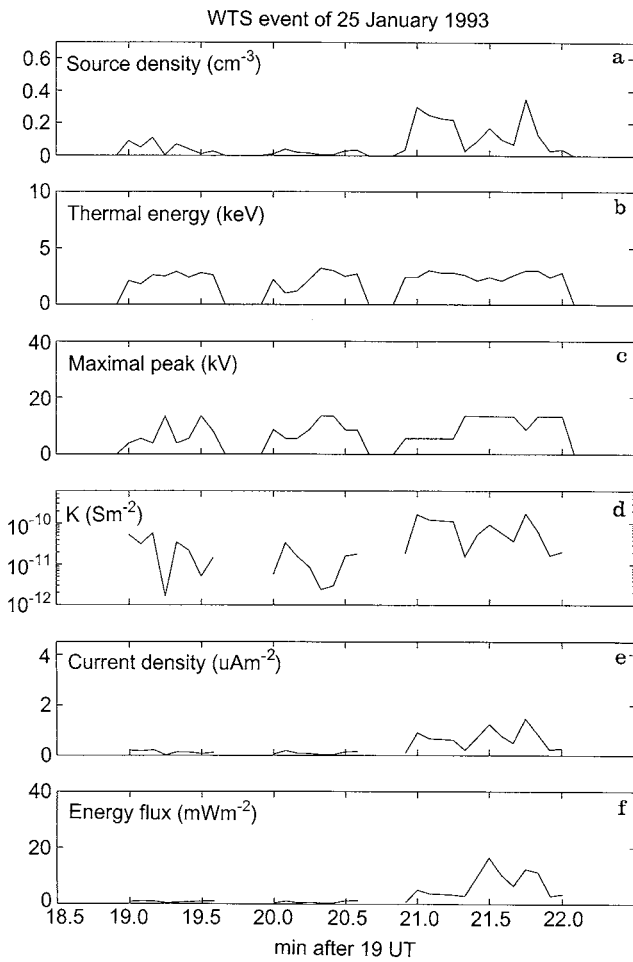 WTS event of 25 January 1993
0.6
Source density (cm⁻³)
a
0.4
0.2
0
10
Thermal energy (keV)
b
5
0
40
Maximal peak (kV)
c
20
0
K (Sm⁻²)
d
10⁻¹⁰
10⁻¹¹
10⁻¹²
4
Current density (uAm⁻²)
e
2
0
40
Energy flux (mWm⁻²)
f
20
0
18.5 19.0 19.5 20.0 20.5 21.0 21.5 22.0
min after 19 UT